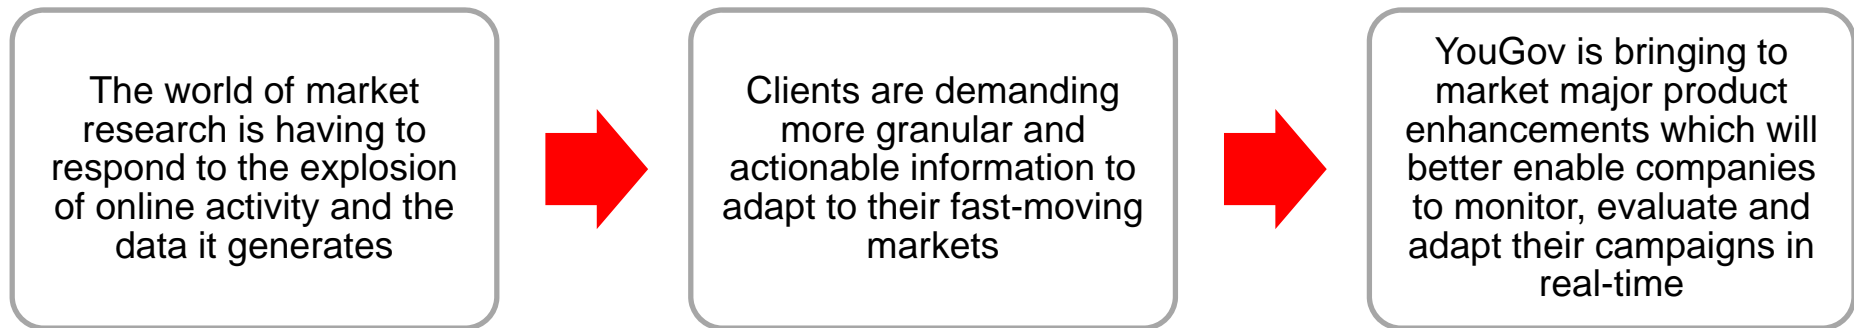 The world of market
research is having to
respond to the explosion
of online activity and the
data it generates
Clients are demanding
more granular and
actionable information to
adapt to their fast-moving
markets
YouGov is bringing to
market major product
enhancements which will
better enable companies
to monitor, evaluate and
adapt their campaigns in
real-time